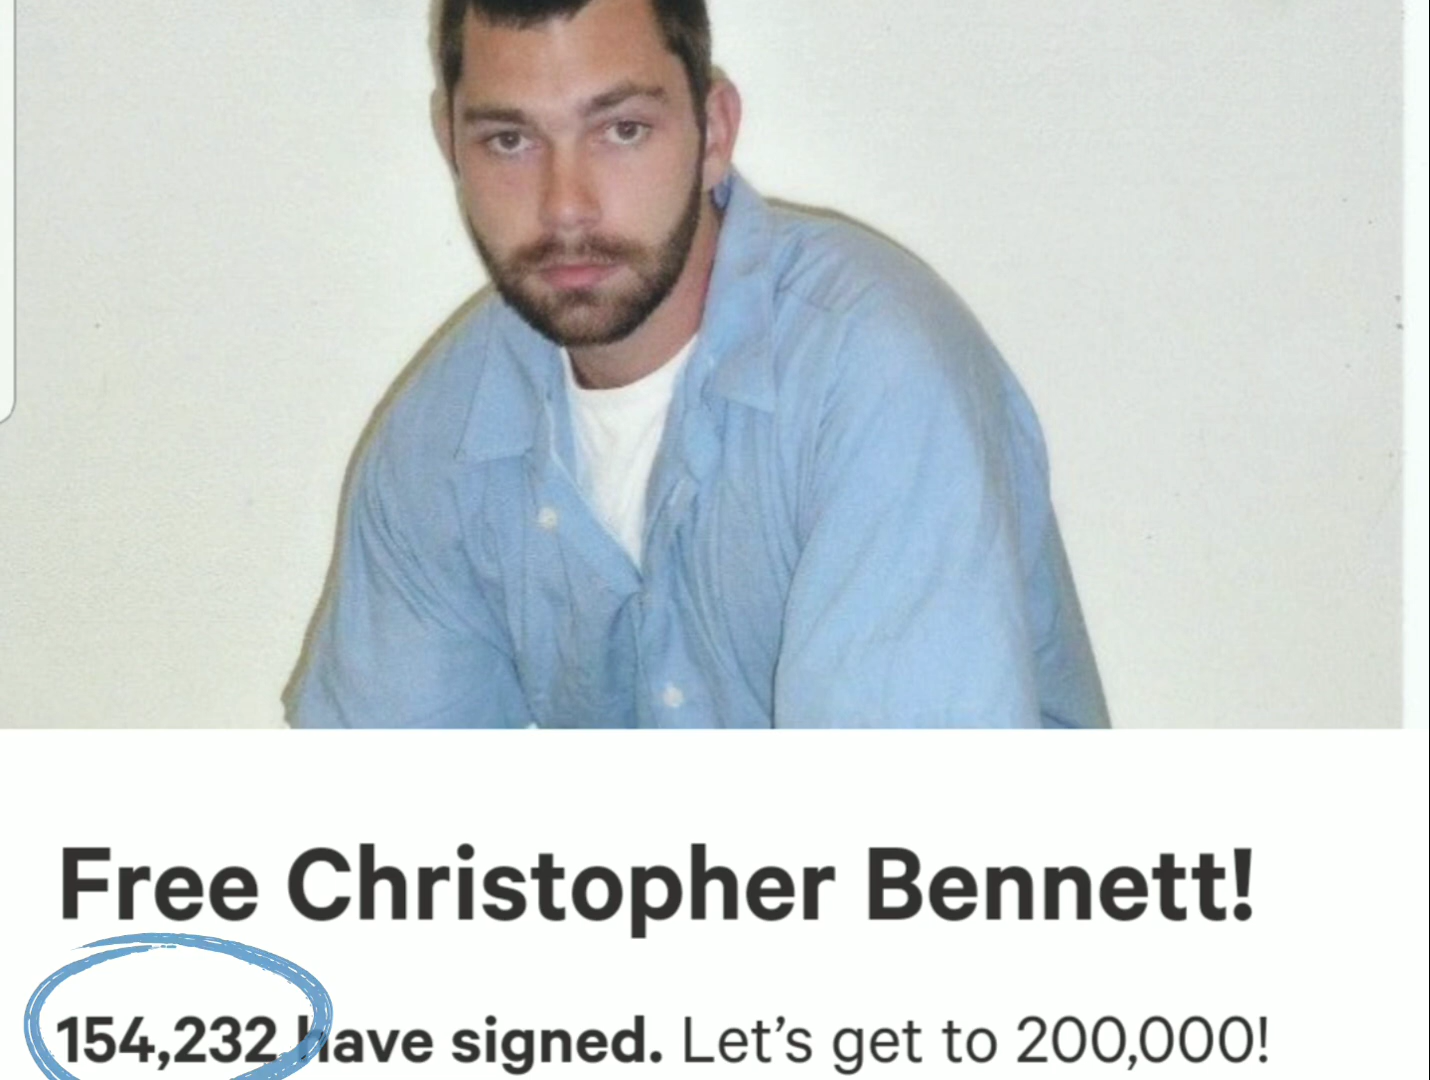 Free Christopher Bennett!
154,232 have signed. Let's get to 200,000!